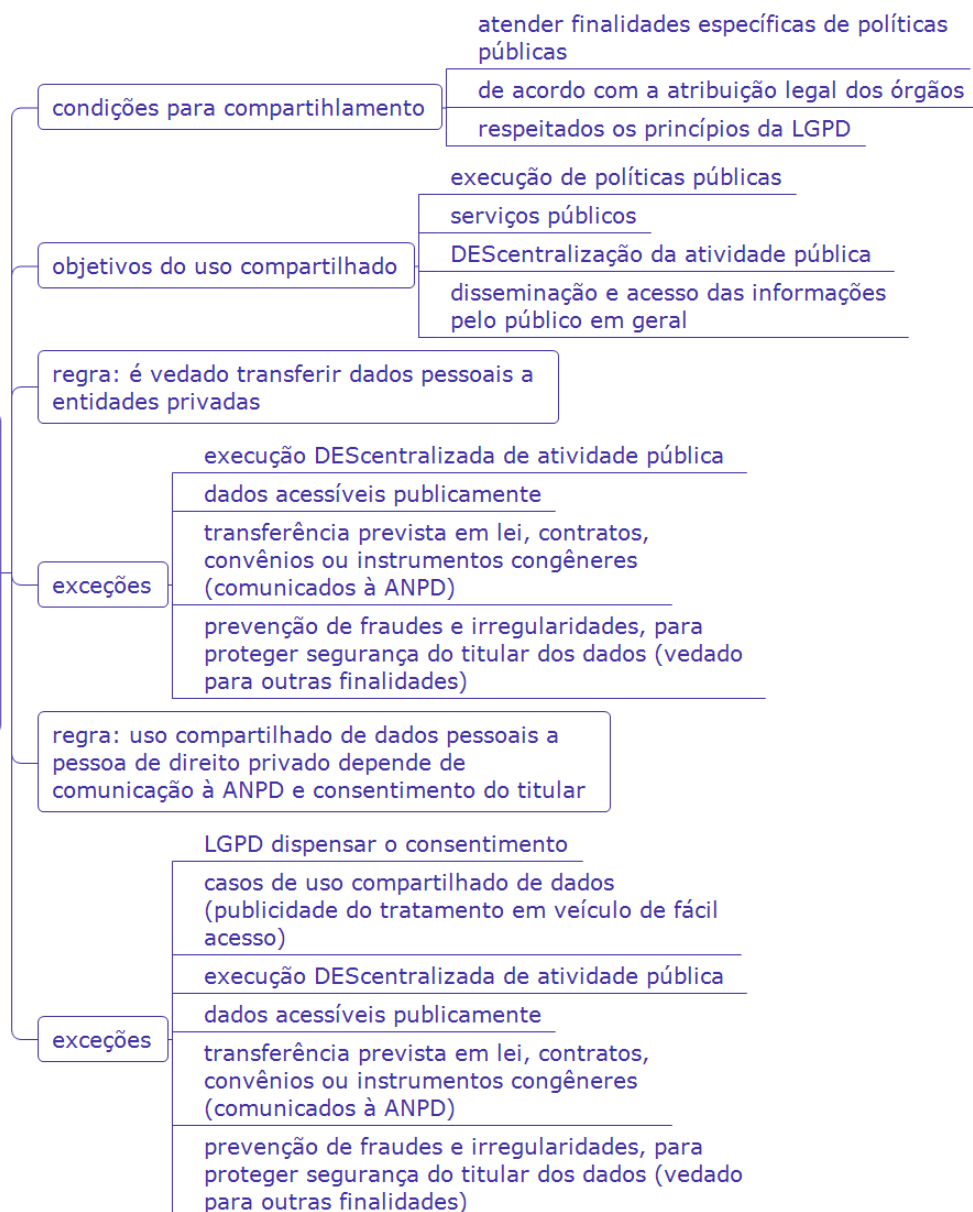 atender finalidades específicas de políticas
públicas
condições para compartihlamento
de acordo com a atribuição legal dos órgãos
respeitados os princípios da LGPD
execução de políticas públicas
serviços públicos
objetivos do uso compartilhado
DEScentralização da atividade pública
disseminação e acesso das informações
pelo público em geral
regra: é vedado transferir dados pessoais a
entidades privadas
execução DEScentralizada de atividade pública
dados acessíveis publicamente
exceções
transferência prevista em lei, contratos,
convênios ou instrumentos congêneres
(comunicados à ANPD)
prevenção de fraudes e irregularidades, para
proteger segurança do titular dos dados (vedado
para outras finalidades)
regra: uso compartilhado de dados pessoais a
pessoa de direito privado depende de
comunicação à ANPD e consentimento do titular
LGPD dispensar o consentimento
casos de uso compartilhado de dados
(publicidade do tratamento em veículo de fácil
acesso)
execução DEScentralizada de atividade pública
dados acessíveis publicamente
exceções
transferência prevista em lei, contratos,
convênios ou instrumentos congêneres
(comunicados à ANPD)
prevenção de fraudes e irregularidades, para
proteger segurança do titular dos dados (vedado
para outras finalidades)